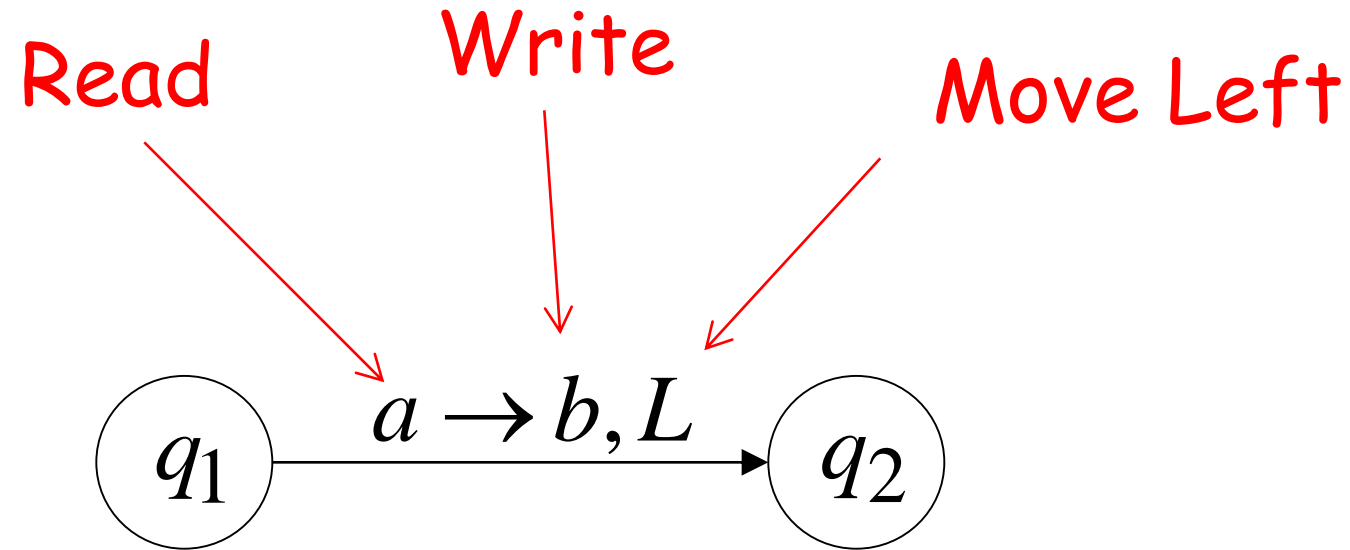 Read
Write
Move Left
a → b, L
q1
q2